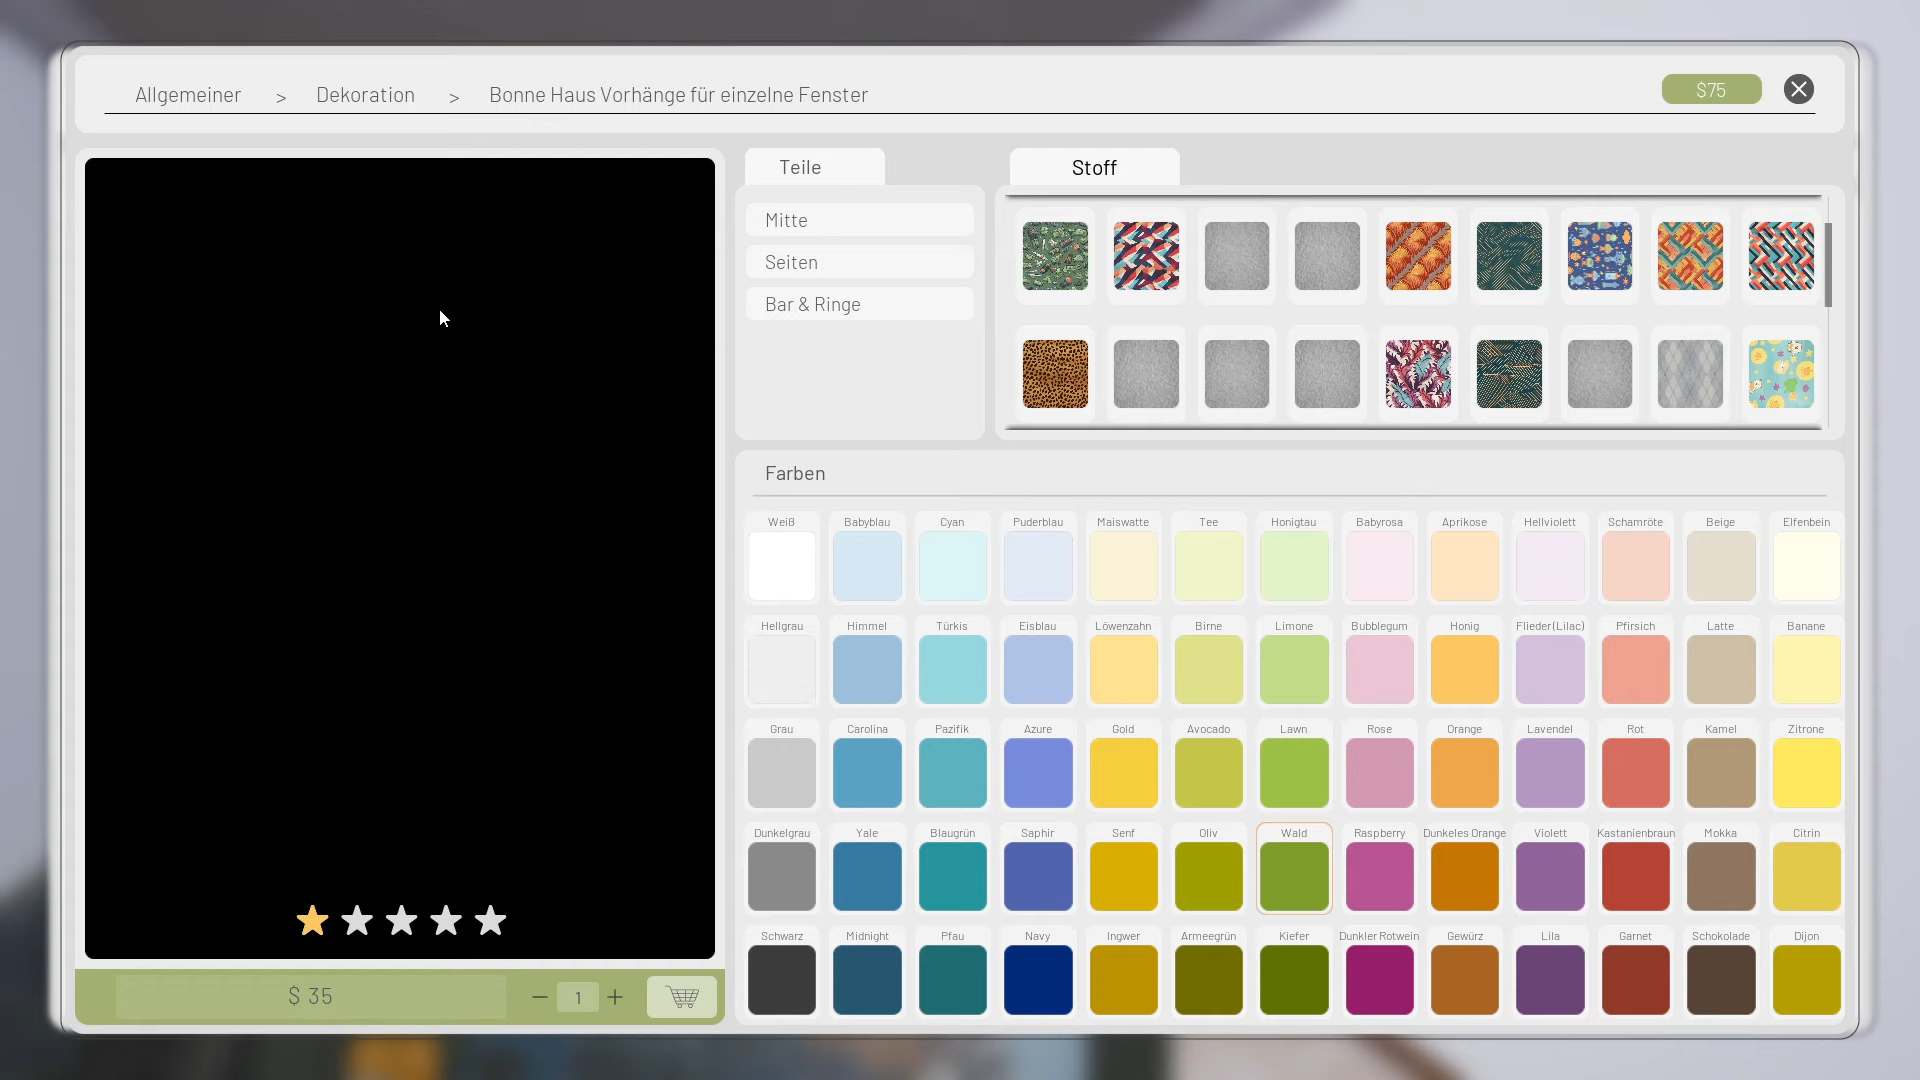 Allgemeiner > Dekoration > Bonne Haus Vorhänge für einzelne Fenster
$75
Teile
Stoff
Mitte
Seiten
Bar & Ringe
Farben
Weiß Babyblau Cyan Puderblau Maiswatte Tee Honigtau Babyrosa Aprikose Hellviolett Schamröte Beige Elfenbein
Hellgrau Himmel Türkis Eisblau Löwenzahn Birne Limone Bubblegum Honig Flieder (Lilac) Pfirsich Latte Banane
Grau Carolina Pazifik Azure Gold Avocado Lawn Rose Orange Lavendel Rot Kamel Zitrone
Dunkelgrau Yale Blaugrün Saphir Senf Oliv Wald Raspberry Dunkeles Orange Violett Kastanienbraun Mokka Citrin
Schwarz Midnight Pfau Navy Ingwer Armeegrün Kiefer Dunkler Rotwein Gewürz Lila Garnet Schokolade Dijon
$ 35
− 1 +